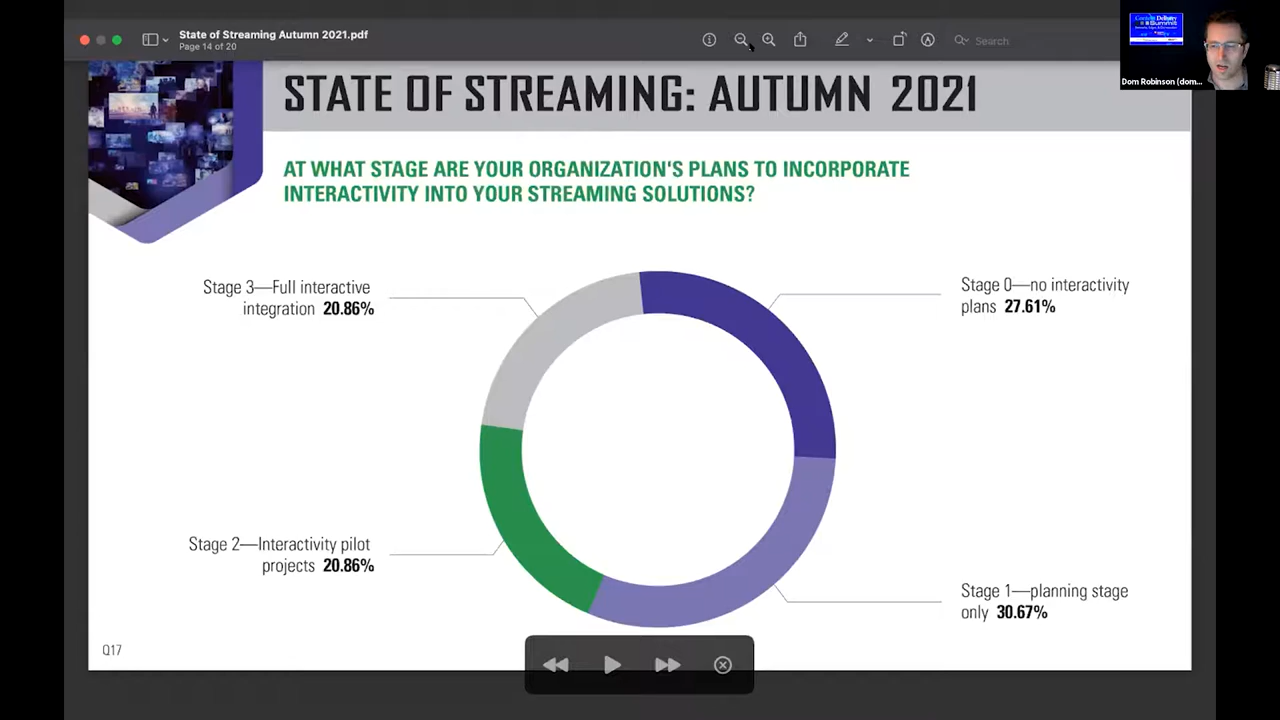 State of Streaming Autumn 2021.pdf
Page 14 of 20
Search
Content Delivery
Summit
Dom Robinson (dom...
STATE OF STREAMING: AUTUMN 2021
AT WHAT STAGE ARE YOUR ORGANIZATION'S PLANS TO INCORPORATE
INTERACTIVITY INTO YOUR STREAMING SOLUTIONS?
Stage 3—Full interactive
integration 20.86%
Stage 0—no interactivity
plans 27.61%
Stage 2—Interactivity pilot
projects 20.86%
Stage 1—planning stage
only 30.67%
Q17